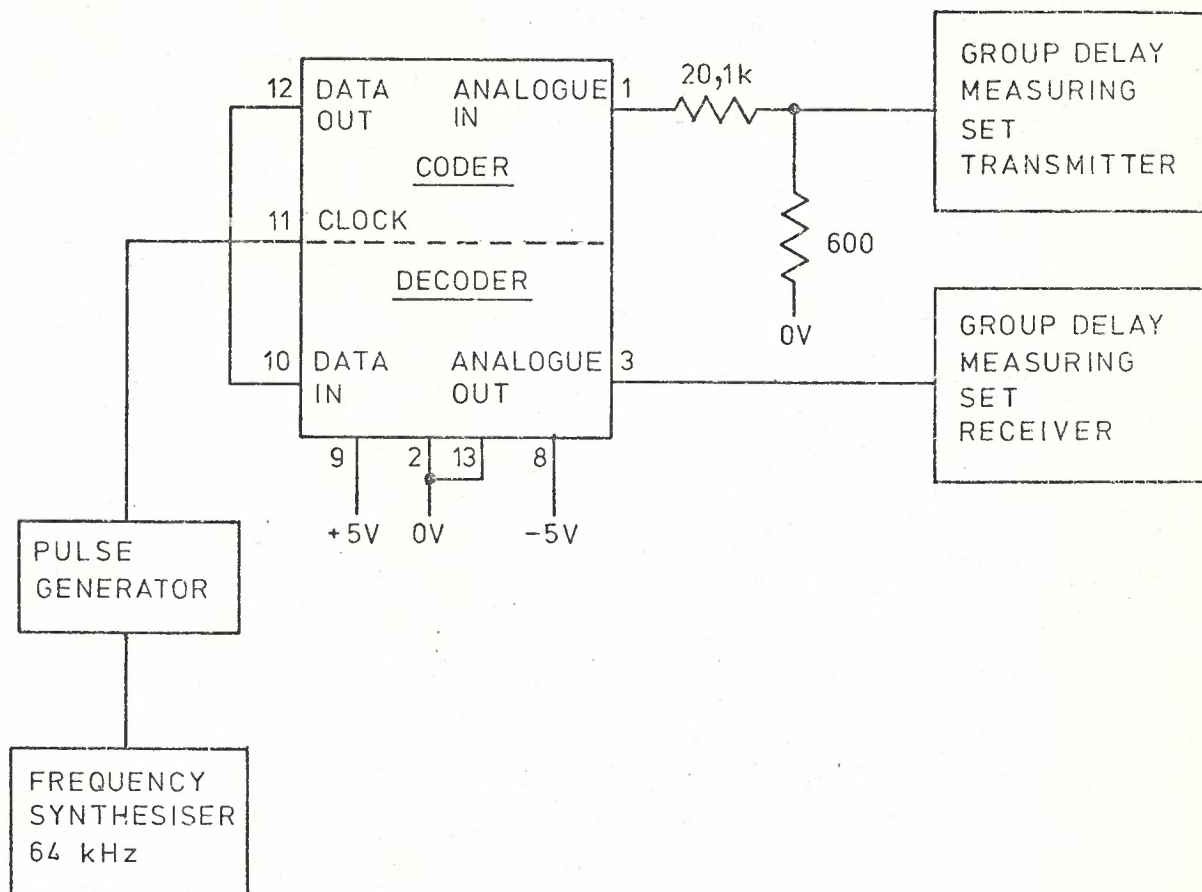 GROUP DELAY
MEASURING
SET
TRANSMITTER
12 DATA
OUT
ANALOGUE 1
IN
20,1k
CODER
11 CLOCK
DECODER
600
0V
10 DATA
IN
ANALOGUE 3
OUT
GROUP DELAY
MEASURING
SET
RECEIVER
9 2 13 8
+5V 0V -5V
PULSE
GENERATOR
FREQUENCY
SYNTHESISER
64 kHz